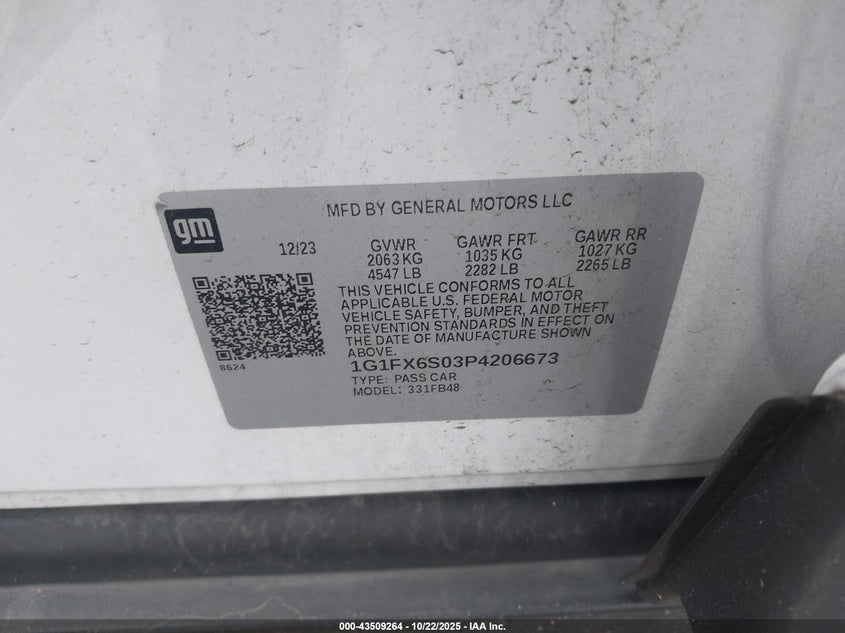 MFD BY GENERAL MOTORS LLC
gm
12/23 GVWR GAWR FRT GAWR RR
2063 KG 1035 KG 1027 KG
4547 LB 2282 LB 2265 LB
THIS VEHICLE CONFORMS TO ALL
APPLICABLE U.S. FEDERAL MOTOR
VEHICLE SAFETY, BUMPER, AND THEFT
PREVENTION STANDARDS IN EFFECT ON
THE DATE OF MANUFACTURE SHOWN
ABOVE.
8624
1G1FX6S03P4206673
TYPE: PASS CAR
MODEL: 331FB48
000-43509264 - 10/22/2025 - IAA Inc.